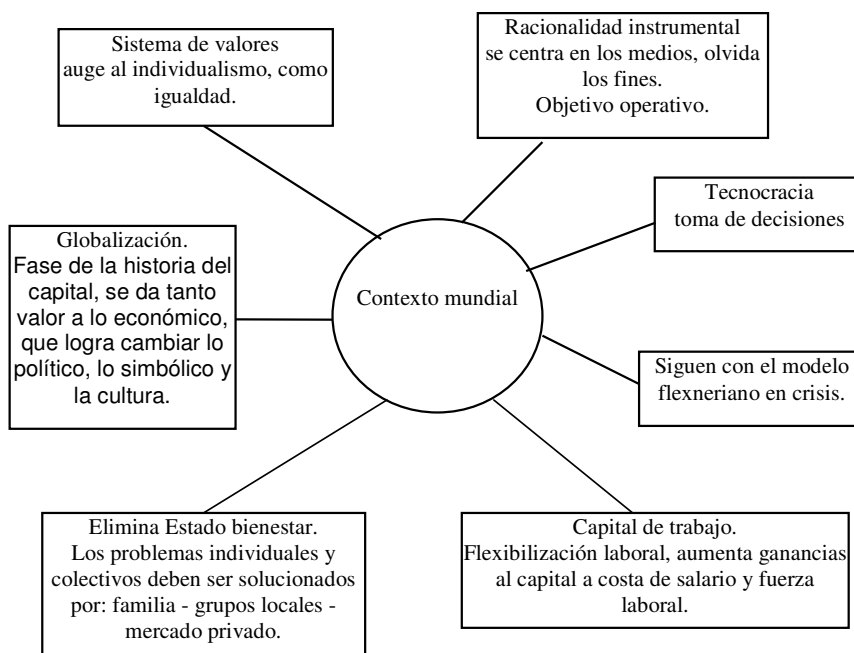 Sistema de valores
auge al individualismo, como
igualdad.
Racionalidad instrumental
se centra en los medios, olvida
los fines.
Objetivo operativo.
Tecnocracia
toma de decisiones
Globalización.
Fase de la historia del
capital, se da tanto
valor a lo económico,
que logra cambiar lo
político, lo simbólico y
la cultura.
Contexto mundial
Siguen con el modelo
flexneriano en crisis.
Elimina Estado bienestar.
Los problemas individuales y
colectivos deben ser solucionados
por: familia - grupos locales -
mercado privado.
Capital de trabajo.
Flexibilización laboral, aumenta ganancias
al capital a costa de salario y fuerza
laboral.